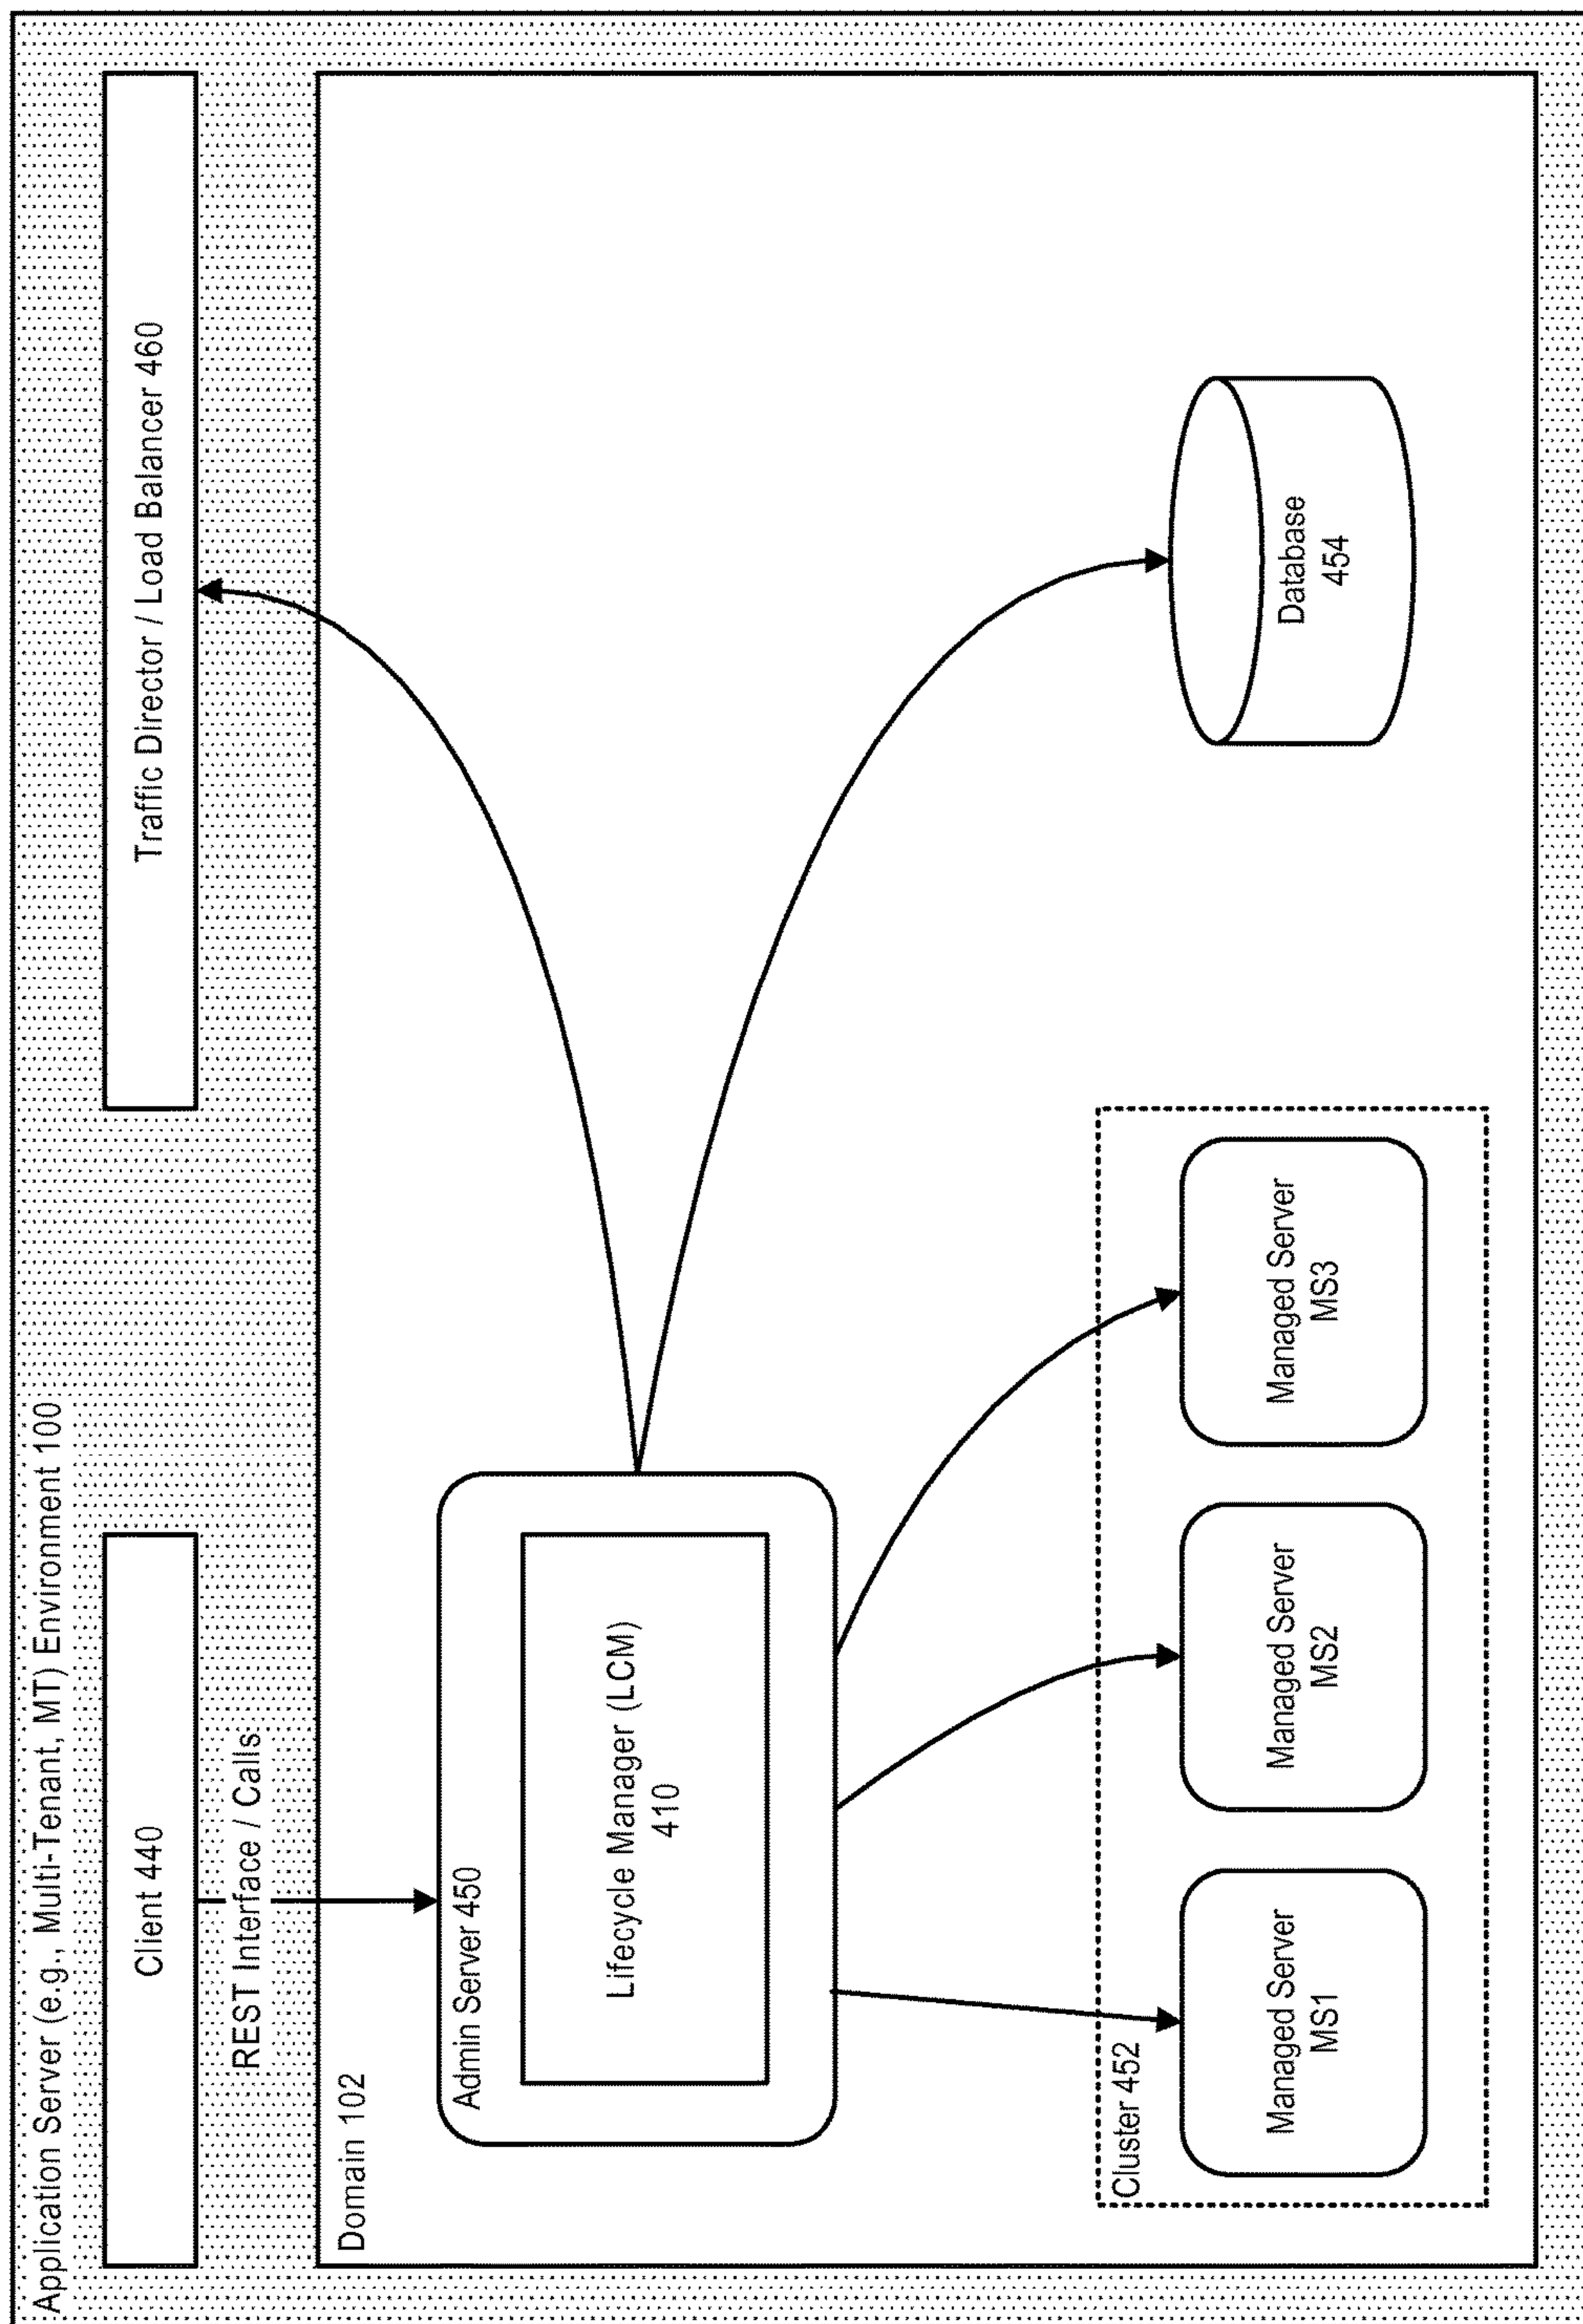 Application Server (e.g., Multi-Tenant, MT) Environment 100
Client 440
Traffic Director / Load Balancer 460
REST Interface / Calls
Domain 102
Admin Server 450
Lifecycle Manager (LCM)
410
Cluster 452
Managed Server
MS1
Managed Server
MS2
Managed Server
MS3
Database
454